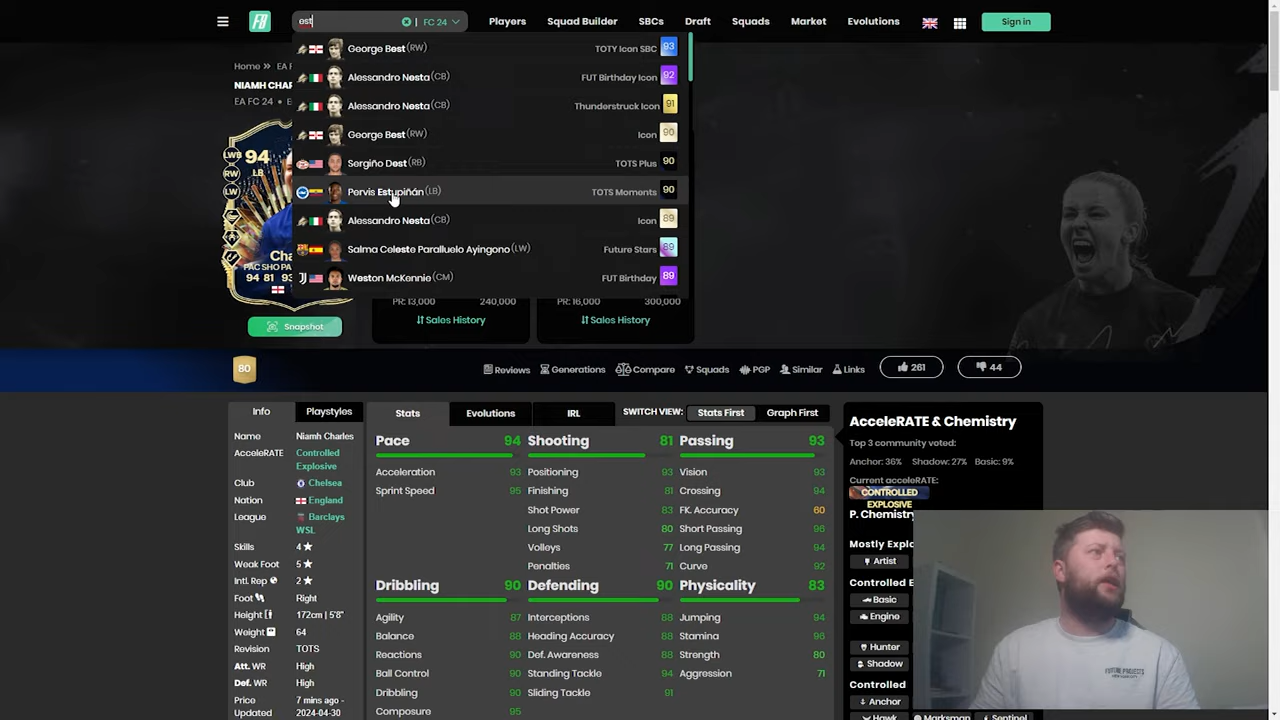 est
FC 24
Players
Squad Builder
SBCs
Draft
Squads
Market
Evolutions
Sign in
George Best (RW) TOTY Icon SBC 93
Alessandro Nesta (CB) FUT Birthday Icon 92
Alessandro Nesta (CB) Thunderstruck Icon 91
George Best (RW) Icon 90
Sergiño Dest (RB) TOTS Plus 90
Pervis Estupiñán (LB) TOTS Moments 90
Alessandro Nesta (CB) Icon 89
Salma Celeste Paralluelo Ayingono (LW) Future Stars 89
Weston McKennie (CM) FUT Birthday 89
Home » EA F
NIAMH CHAR
EA FC 24 • E
LWB
RW
LW
94
LB
Cha
PAC SHO PA
94 81 93
Snapshot
PR: 13,000 240,000
Sales History
PR: 16,000 300,000
Sales History
80
Reviews
Generations
Compare
Squads
PGP
Similar
Links
261
44
Info
Playstyles
Name Niamh Charles
AcceleRATE Controlled
Explosive
Club Chelsea
Nation England
League Barclays
WSL
Skills 4★
Weak Foot 5★
Intl. Rep 2★
Foot Right
Height 172cm | 5'8"
Weight 64
Revision TOTS
Att. WR High
Def. WR High
Price 7 mins ago -
Updated 2024-04-30
Stats
Evolutions
IRL
SWITCH VIEW:
Stats First
Graph First
Pace 94
Acceleration 93
Sprint Speed 95
Shooting 81
Positioning 93
Finishing 81
Shot Power 83
Long Shots 80
Volleys 77
Penalties 71
Passing 93
Vision 93
Crossing 94
FK. Accuracy 60
Short Passing 96
Long Passing 94
Curve 92
Dribbling 90
Agility 87
Balance 88
Reactions 90
Ball Control 90
Dribbling 90
Composure 95
Defending 90
Interceptions 88
Heading Accuracy 88
Def. Awareness 88
Standing Tackle 94
Sliding Tackle 91
Physicality 83
Jumping 94
Stamina 96
Strength 80
Aggression 71
AcceleRATE & Chemistry
Top 3 community voted:
Anchor: 36% Shadow: 27% Basic: 9%
Current acceleRATE:
CONTROLLED
EXPLOSIVE
P. Chemistry
Mostly Explo
Artist
Controlled E
Basic
Engine
Hunter
Shadow
Controlled
Anchor
Hawk
Marksman
Sentinel
FUTURE PROJECTS